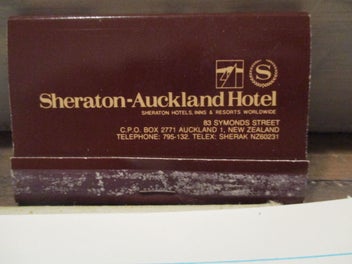 S
Sheraton-Auckland Hotel
SHERATON HOTELS, INNS & RESORTS WORLDWIDE
83 SYMONDS STREET
C.P.O. BOX 2771 AUCKLAND 1, NEW ZEALAND
TELEPHONE: 795-132. TELEX: SHERAK NZ60231